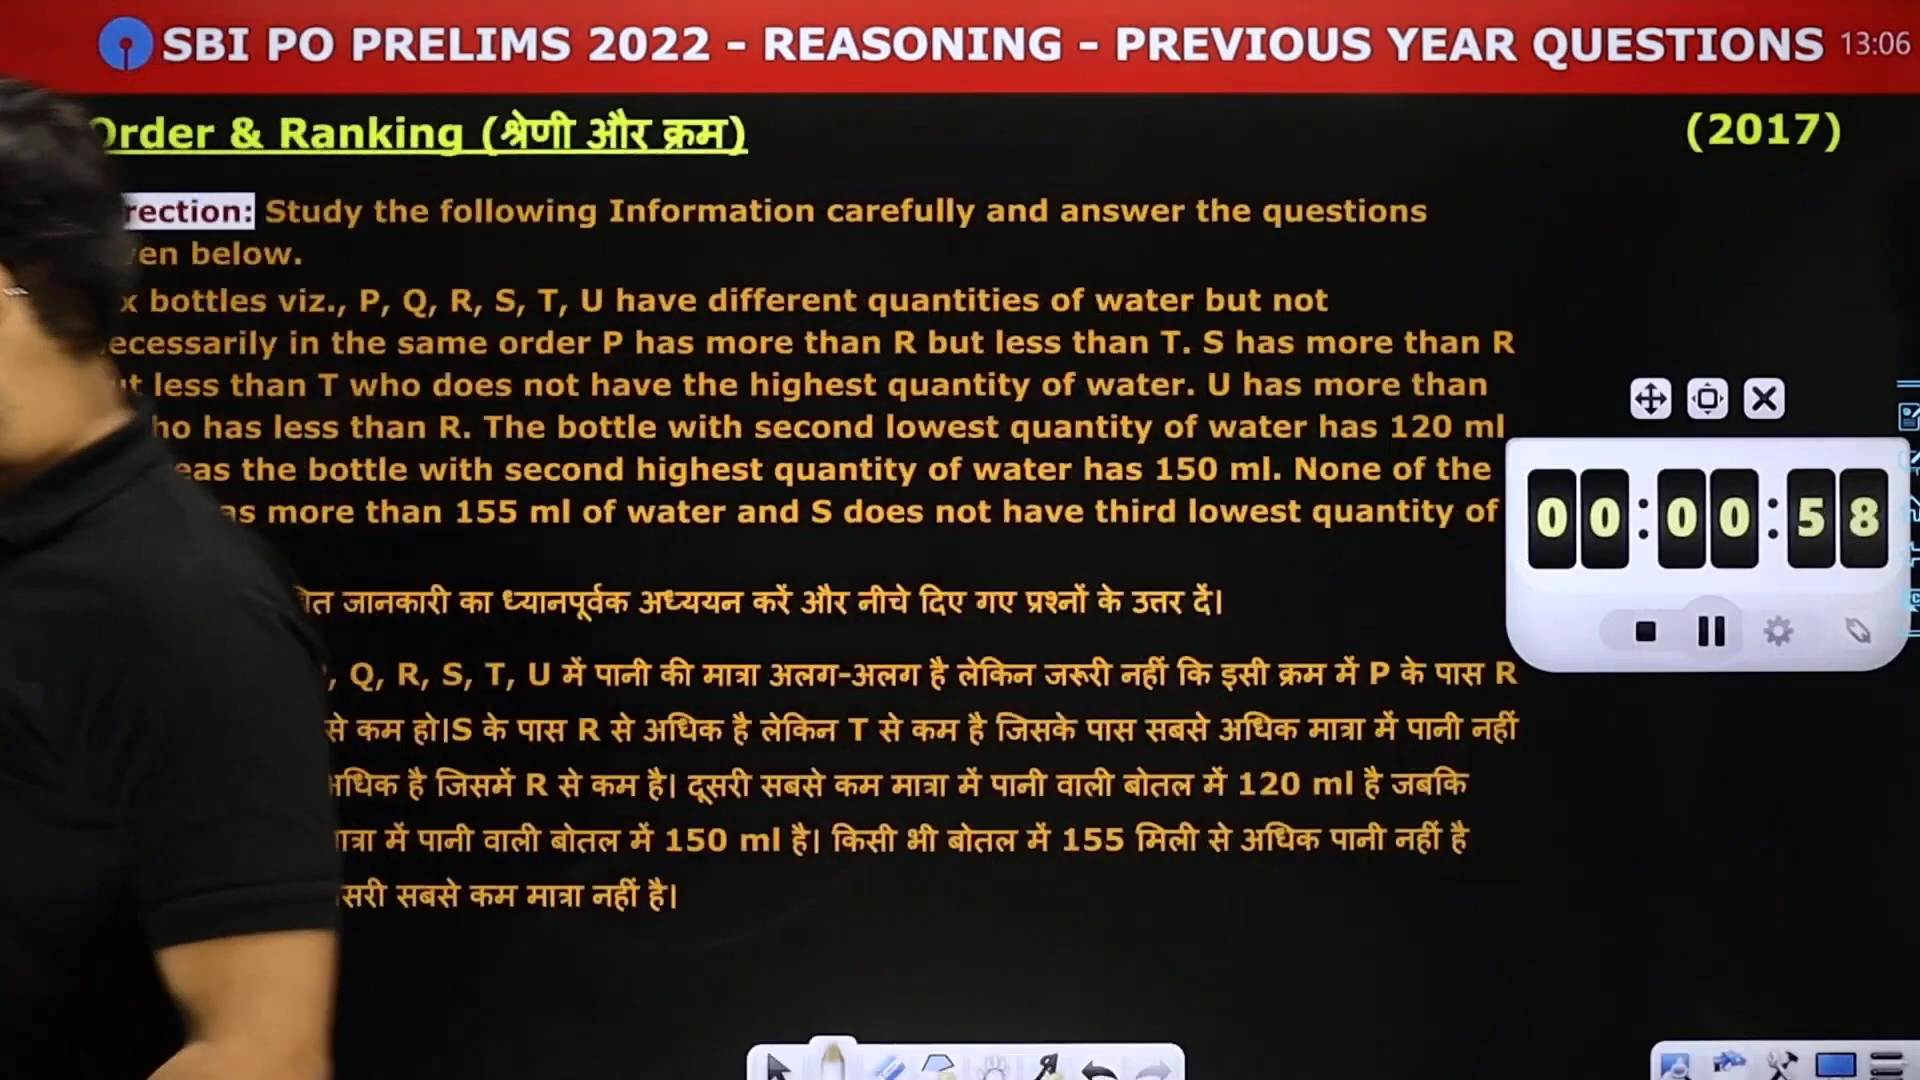 SBI PO PRELIMS 2022 - REASONING - PREVIOUS YEAR QUESTIONS 13:06
Order & Ranking (श्रेणी और क्रम) (2017)
rection: Study the following Information carefully and answer the questions
ven below.
x bottles viz., P, Q, R, S, T, U have different quantities of water but not
ecessarily in the same order P has more than R but less than T. S has more than R
ut less than T who does not have the highest quantity of water. U has more than
ho has less than R. The bottle with second lowest quantity of water has 120 ml
eas the bottle with second highest quantity of water has 150 ml. None of the
as more than 155 ml of water and S does not have third lowest quantity of
00:00:58
जानकारी का ध्यानपूर्वक अध्ययन करें और नीचे दिए गए प्रश्नों के उत्तर दें।
, Q, R, S, T, U में पानी की मात्रा अलग-अलग है लेकिन जरूरी नहीं कि इसी क्रम में P के पास R
से कम हो।S के पास R से अधिक है लेकिन T से कम है जिसके पास सबसे अधिक मात्रा में पानी नहीं
धिक है जिसमें R से कम है। दूसरी सबसे कम मात्रा में पानी वाली बोतल में 120 ml है जबकि
ात्रा में पानी वाली बोतल में 150 ml है। किसी भी बोतल में 155 मिली से अधिक पानी नहीं है
सरी सबसे कम मात्रा नहीं है।